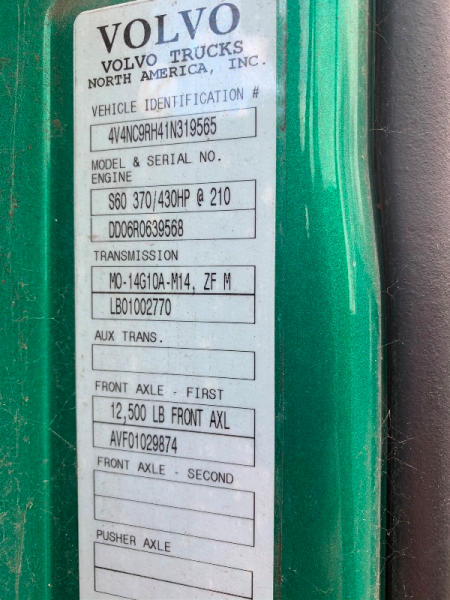 VOLVO
VOLVO TRUCKS
NORTH AMERICA, INC.
VEHICLE IDENTIFICATION #
4V4NC9RH41N319565
MODEL & SERIAL NO.
ENGINE
S60 370/430HP @ 210
DD06R0639568
TRANSMISSION
MO-14G10A-M14, ZF M
LB01002770
AUX TRANS.
FRONT AXLE - FIRST
12,500 LB FRONT AXL
AVF01029874
FRONT AXLE - SECOND
PUSHER AXLE